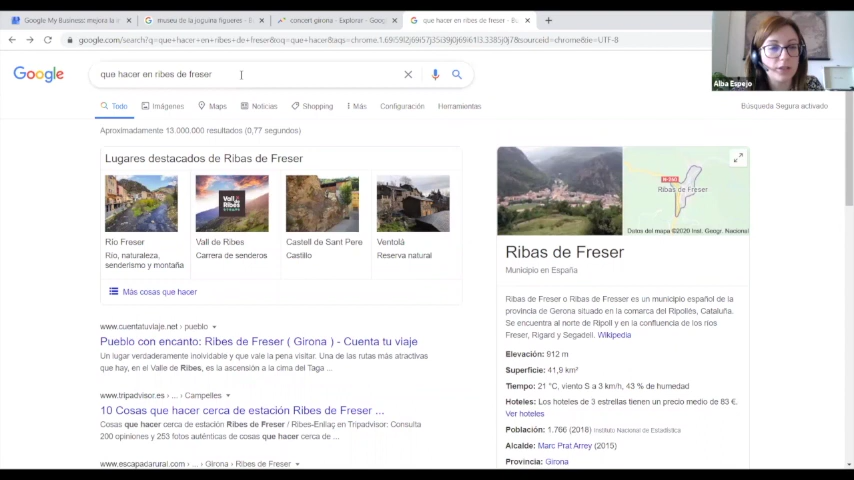 Google My Business: mejora la v
museu de la juguina figueres - B
concert girona - Explorar - Goog
que hacer en ribes de freser - Bu
google.com/search?q=que+hacer+en+ribes+de+freser&oq=que+hacer&aqs=chrome.1.69i59l2j69i57j35i39j0j69i61l3.3385j0j7&sourceid=chrome&ie=UTF-8
Alba Espejo
Google
que hacer en ribes de freser
Todo Imágenes Maps Noticias Shopping Más Configuración Herramientas
Búsqueda Segura activado
Aproximadamente 13.000.000 resultados (0,77 segundos)
Lugares destacados de Ribas de Freser
Vall de Ribes
Río Freser
Río, naturaleza,
senderismo y montaña
Vall de Ribes
Carrera de senderos
Castell de Sant Pere
Castillo
Ventolà
Reserva natural
Más cosas que hacer
www.cuentatuviaje.net › pueblo
Pueblo con encanto: Ribes de Freser ( Girona ) - Cuenta tu viaje
Un lugar verdaderamente inolvidable y que vale la pena visitar. Una de las rutas más atractivas
que hay, en el Valle de Ribes, es la ascensión a la cima del Taga ...
www.tripadvisor.es › ... › Campelles
10 Cosas que hacer cerca de estación Ribes de Freser ...
Cosas que hacer cerca de estación Ribes de Freser / Ribes-Enllaç en Tripadvisor: Consulta
200 opiniones y 253 fotos auténticas de cosas que hacer cerca de ...
www.escapadarural.com › ... › Girona › Ribes de Freser
N-260
Ribas de Freser
Datos del mapa ©2020 Inst. Geogr. Nacional
Ribas de Freser
Municipio en España
Ribas de Freser o Ribas de Fresser es un municipio español de la
provincia de Gerona situado en la comarca del Ripollés, Cataluña.
Se encuentra al norte de Ripoll y en la confluencia de los ríos
Freser, Rigard y Segadell. Wikipedia
Elevación: 912 m
Superficie: 41,9 km²
Tiempo: 21 °C, viento S a 3 km/h, 43 % de humedad
Hoteles: Los hoteles de 3 estrellas tienen un precio medio de 83 €.
Ver hoteles
Población: 1.766 (2018) Instituto Nacional de Estadística
Alcalde: Marc Prat Arrey (2015)
Provincia: Girona